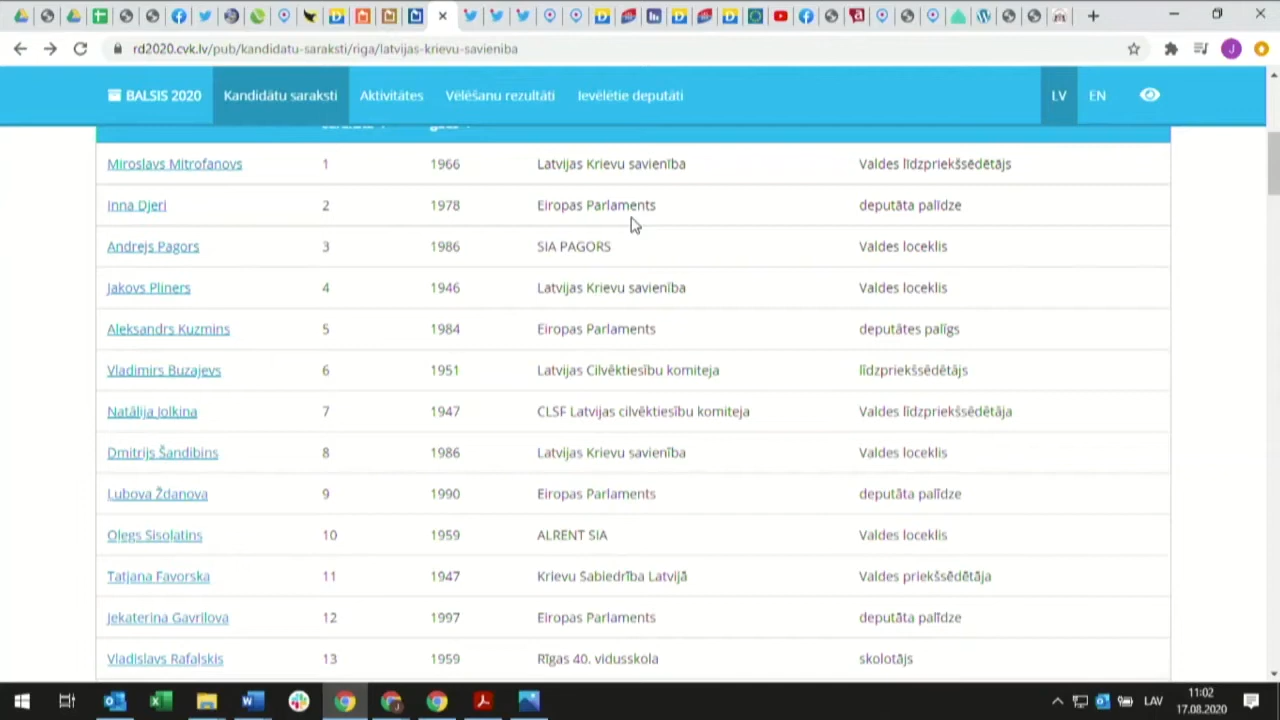 rd2020.cvk.lv/pub/kandidatu-saraksti/riga/latvijas-krievu-savieniba
BALSIS 2020 Kandidātu saraksti Aktivitātes Vēlēšanu rezultāti Ievēlētie deputāti LV EN
Miroslavs Mitrofanovs 1 1966 Latvijas Krievu savienība Valdes līdzpriekšsēdētājs
Inna Djeri 2 1978 Eiropas Parlaments deputāta palīdze
Andrejs Pagors 3 1986 SIA PAGORS Valdes loceklis
Jakovs Pliners 4 1946 Latvijas Krievu savienība Valdes loceklis
Aleksandrs Kuzmins 5 1984 Eiropas Parlaments deputātes palīgs
Vladimirs Buzajevs 6 1951 Latvijas Cilvēktiesību komiteja līdzpriekšsēdētājs
Natālija Jolkina 7 1947 CLSF Latvijas cilvēktiesību komiteja Valdes līdzpriekšsēdētāja
Dmitrijs Šandibins 8 1986 Latvijas Krievu savienība Valdes loceklis
Ļubova Ždanova 9 1990 Eiropas Parlaments deputāta palīdze
Oļegs Sisolatins 10 1959 ALRENT SIA Valdes loceklis
Tatjana Favorska 11 1947 Krievu Sabiedrība Latvijā Valdes priekšsēdētāja
Jekaterina Gavrilova 12 1997 Eiropas Parlaments deputāta palīdze
Vladislavs Rafaļskis 13 1959 Rīgas 40. vidusskola skolotājs
LAV 11:02
17.08.2020